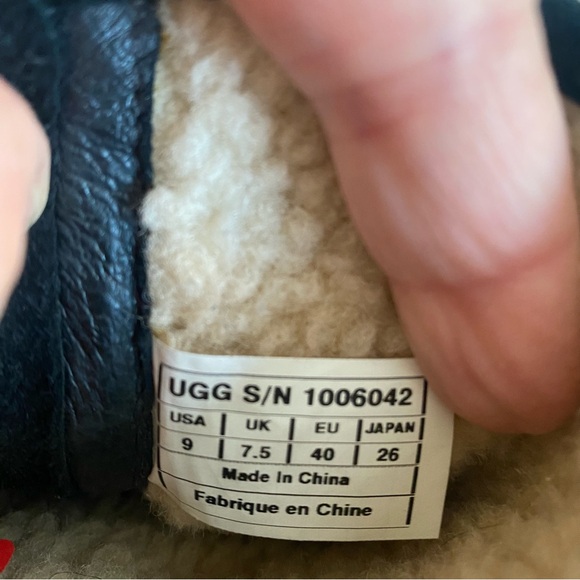 UGG S/N 1006042
USA UK EU JAPAN
9 7.5 40 26
Made In China
Fabrique en Chine